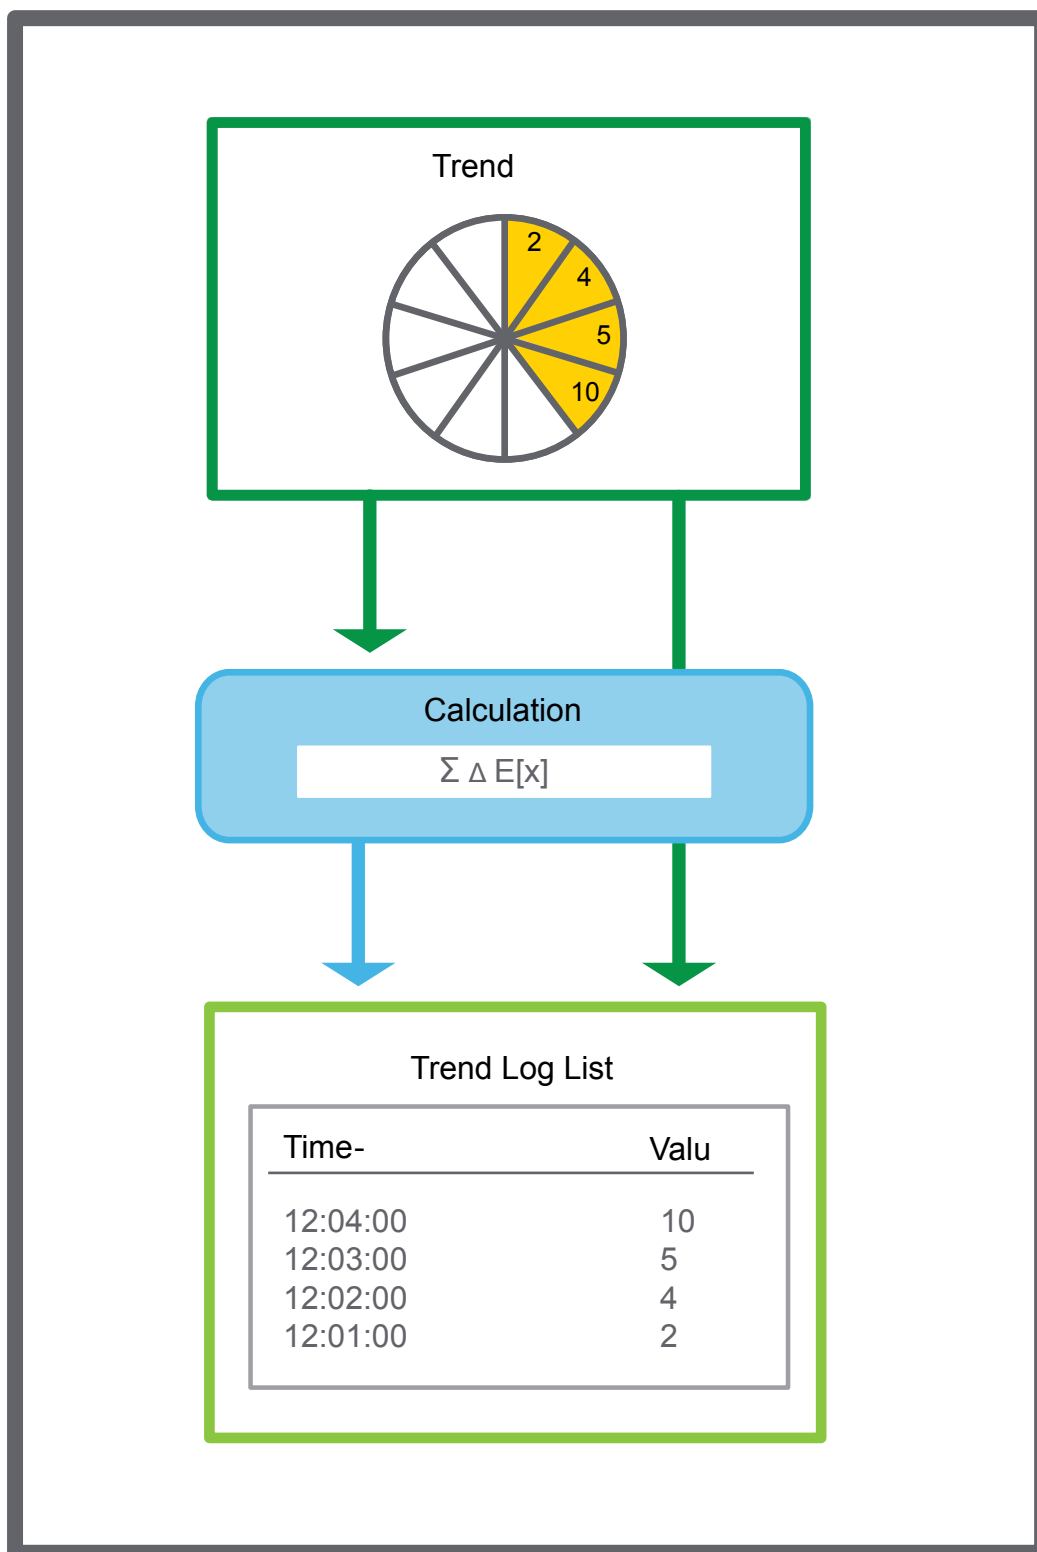 Trend
2
4
5
10
Calculation
Σ Δ E[x]
Trend Log List
Time- Valu
12:04:00 10
12:03:00 5
12:02:00 4
12:01:00 2